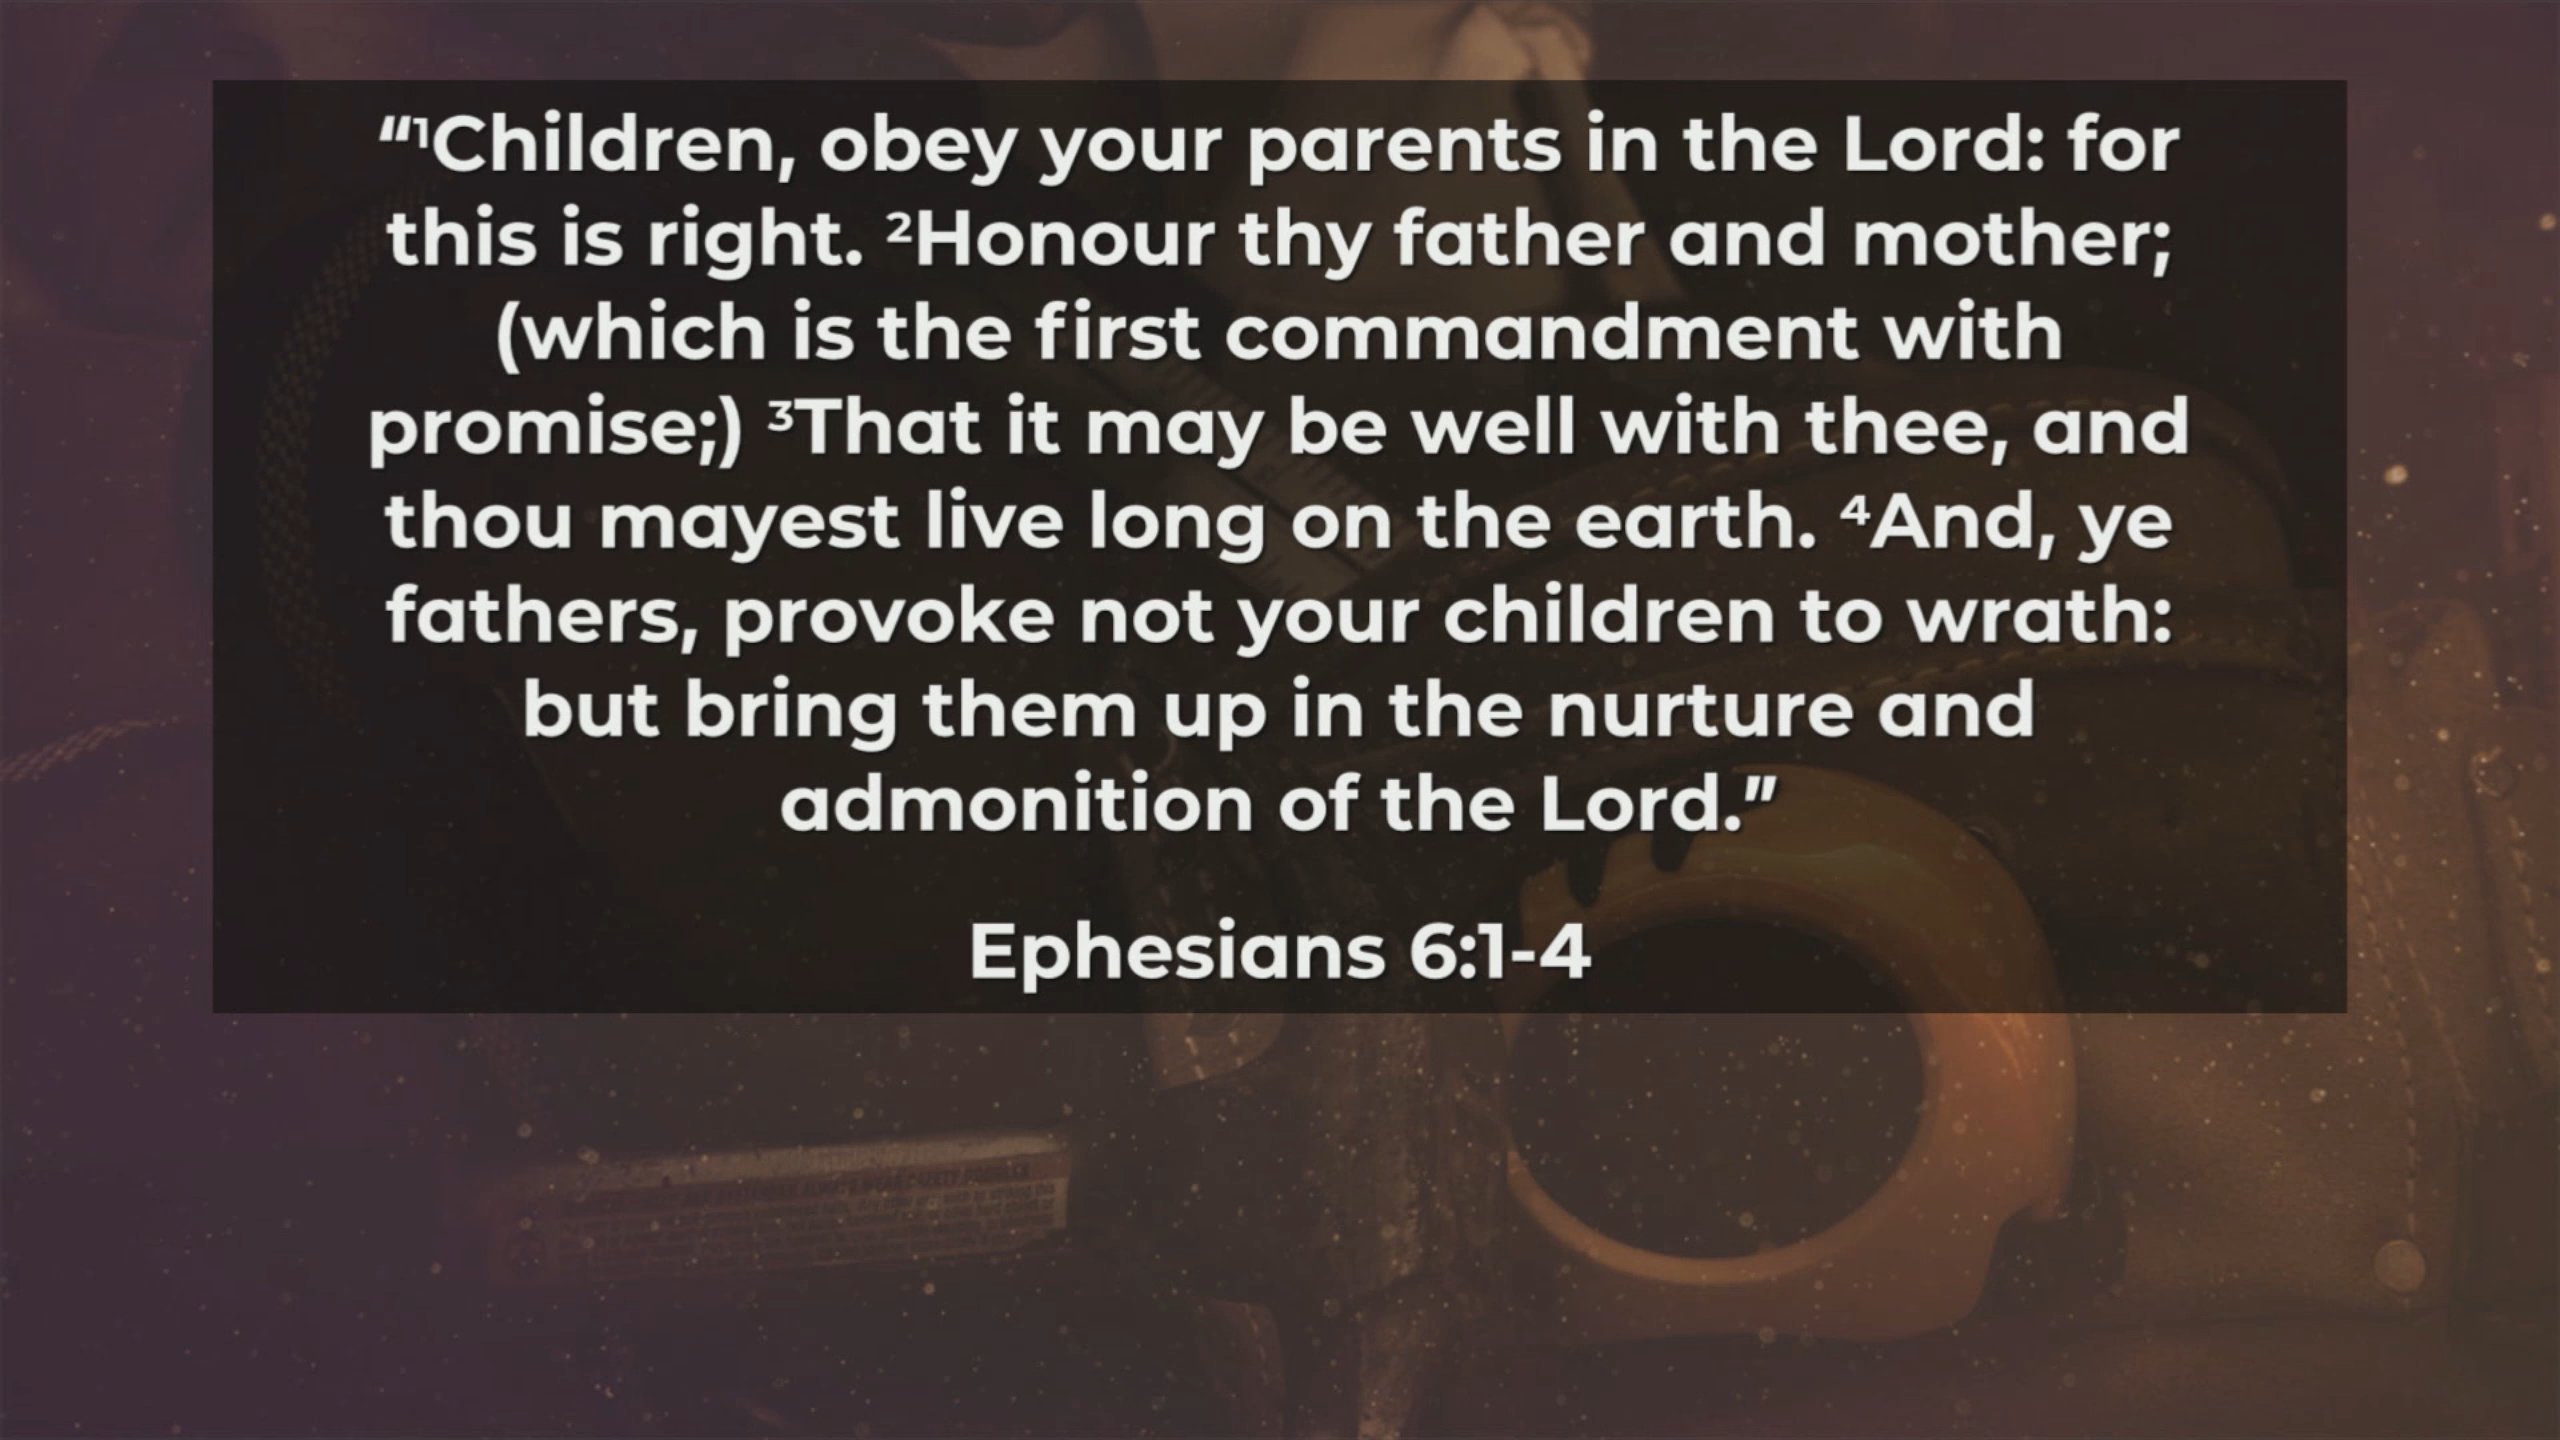 “¹Children, obey your parents in the Lord: for
this is right. ²Honour thy father and mother;
(which is the first commandment with
promise;) ³That it may be well with thee, and
thou mayest live long on the earth. ⁴And, ye
fathers, provoke not your children to wrath:
but bring them up in the nurture and
admonition of the Lord.”
Ephesians 6:1-4